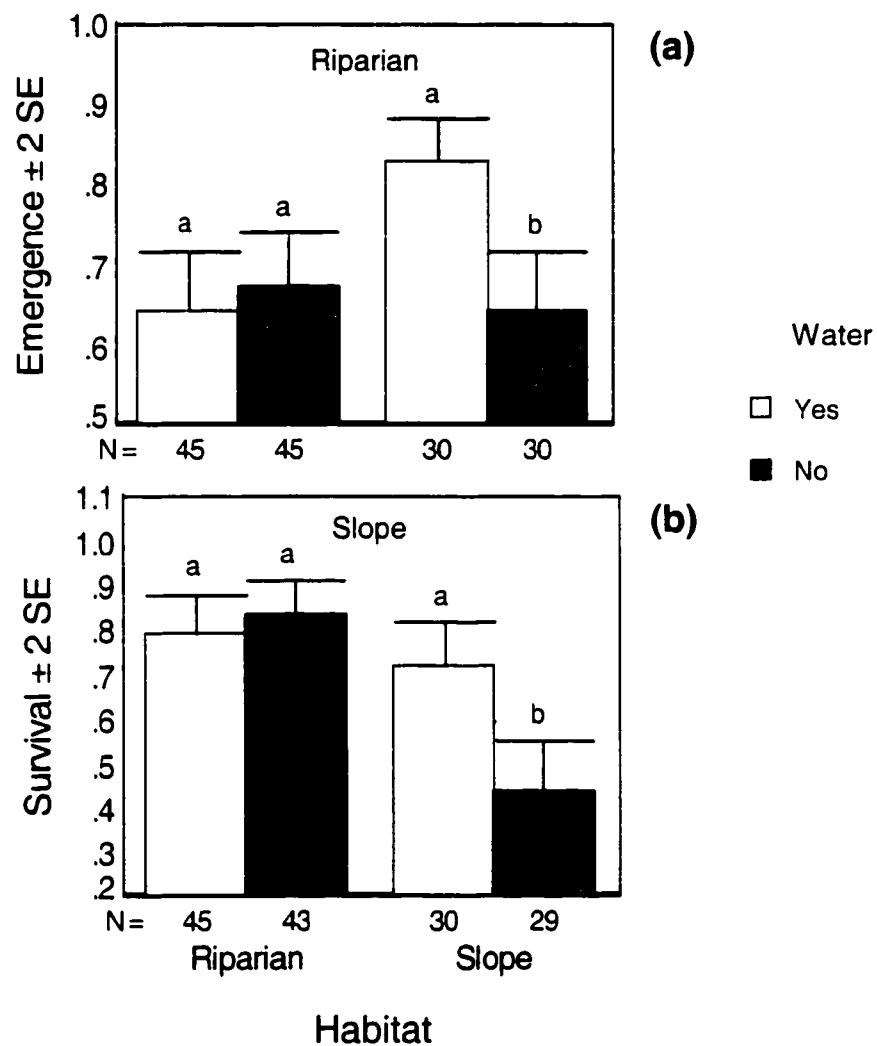 (a)
Riparian
Emergence ± 2 SE
1.0
.9
.8
.7
.6
.5
a
a
a
b
N= 45 45 30 30
Water
Yes
No
(b)
Slope
Survival ± 2 SE
1.1
1.0
.9
.8
.7
.6
.5
.4
.3
.2
a
a
a
b
N= 45 43 30 29
Riparian Slope
Habitat